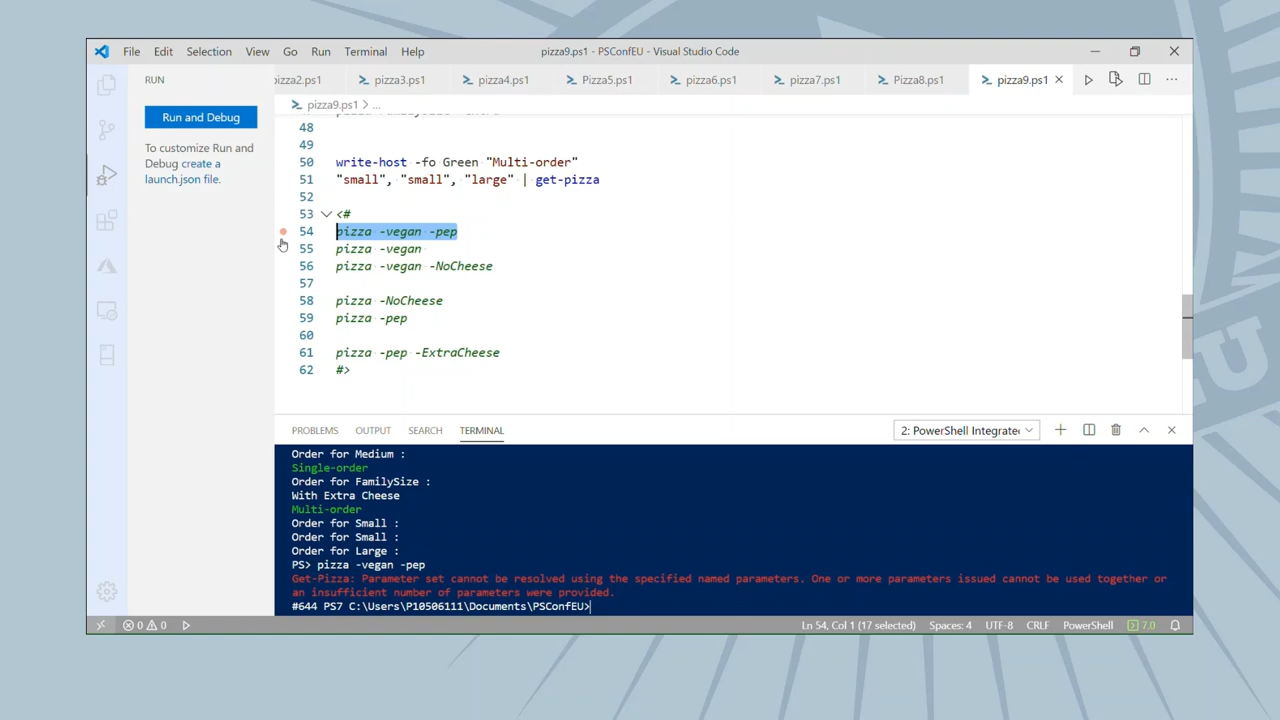 File Edit Selection View Go Run Terminal Help pizza9.ps1 - PSConfEU - Visual Studio Code
RUN
izza2.ps1 pizza3.ps1 pizza4.ps1 Pizza5.ps1 pizza6.ps1 pizza7.ps1 Pizza8.ps1 pizza9.ps1
pizza9.ps1 > ...
Run and Debug
To customize Run and
Debug create a
launch.json file.
48
49
50 write-host -fo Green "Multi-order"
51 "small", "small", "large" | get-pizza
52
53 <#
54 pizza -vegan -pep
55 pizza -vegan
56 pizza -vegan -NoCheese
57
58 pizza -NoCheese
59 pizza -pep
60
61 pizza -pep -ExtraCheese
62 #>
PROBLEMS OUTPUT SEARCH TERMINAL 2: PowerShell Integrate
Order for Medium :
Single-order
Order for FamilySize :
With Extra Cheese
Multi-order
Order for Small :
Order for Small :
Order for Large :
PS> pizza -vegan -pep
Get-Pizza: Parameter set cannot be resolved using the specified named parameters. One or more parameters issued cannot be used together or
an insufficient number of parameters were provided.
#644 PS7 C:\Users\P10506111\Documents\PSConfEU>
0 0 Ln 54, Col 1 (17 selected) Spaces: 4 UTF-8 CRLF PowerShell 7.0